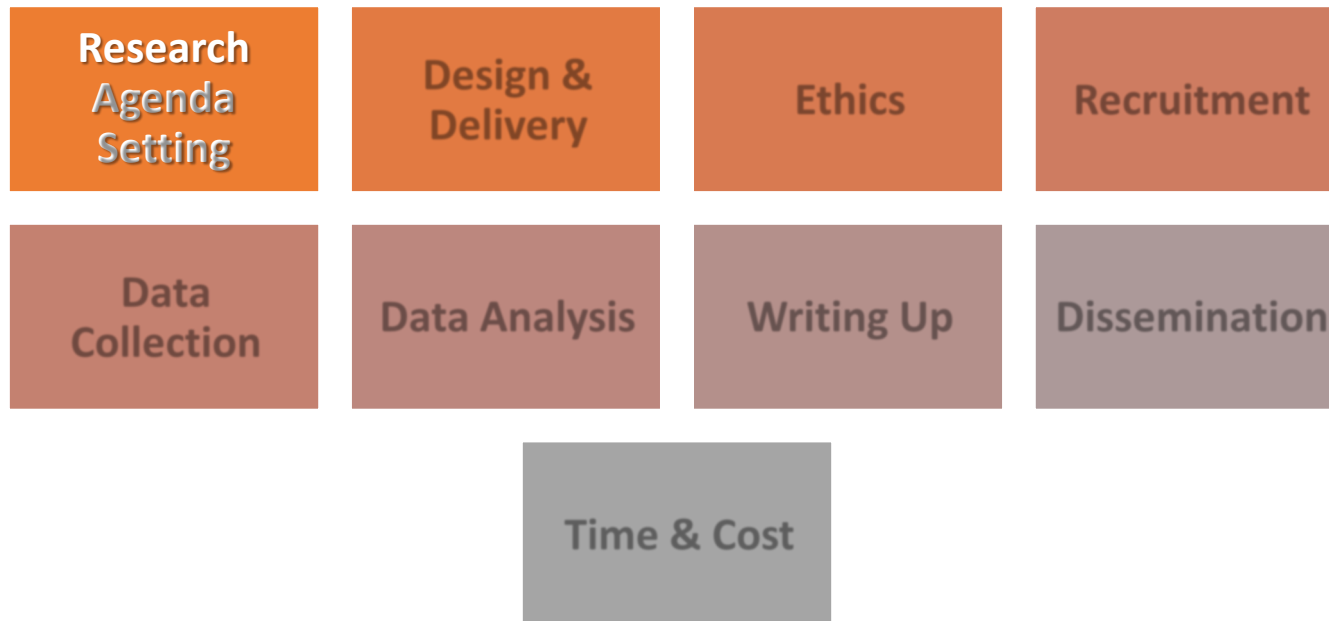 Research
Agenda
Setting
Design &
Delivery
Ethics
Recruitment
Data
Collection
Data Analysis
Writing Up
Dissemination
Time & Cost